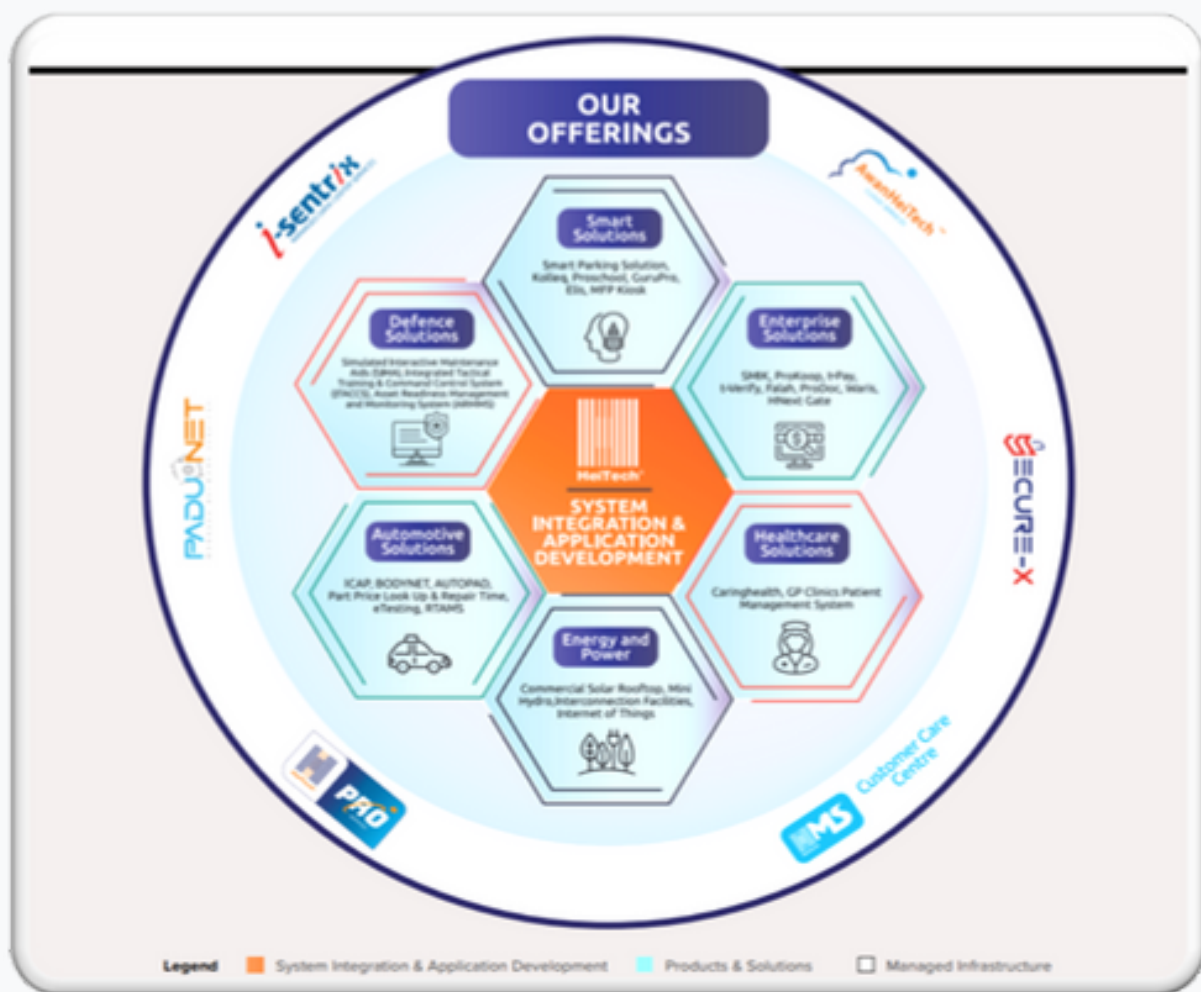 OUR
OFFERINGS
i-sentrix
AwanHeiTech™
Smart
Solutions
Smart Parking Solution,
Kolleq, Proschool, GuruPro,
Elis, MFP Kiosk
Defence
Solutions
Simulated Interactive Maintenance
Aids (SIMA), Integrated Tactical
Training & Command Control System
(ITACCS), Asset Readiness Management
and Monitoring System (ARMMS)
Enterprise
Solutions
SMBK, ProKoop, i-Pay,
i-Verify, Falah, ProDoc, Waris,
HNext Gate
PADU NET
HeiTech
SYSTEM
INTEGRATION &
APPLICATION
DEVELOPMENT
SECURE-X
Automotive
Solutions
ICAP, BODYNET, AUTOPAD,
Part Price Look Up & Repair Time,
eTesting, RTAMS
Healthcare
Solutions
Caringhealth, GP Clinics Patient
Management System
Energy and
Power
Commercial Solar Rooftop, Mini
Hydro,Interconnection Facilities,
Internet of Things
H PRO
NMS Customer Care
Centre
Legend System Integration & Application Development Products & Solutions Managed Infrastructure